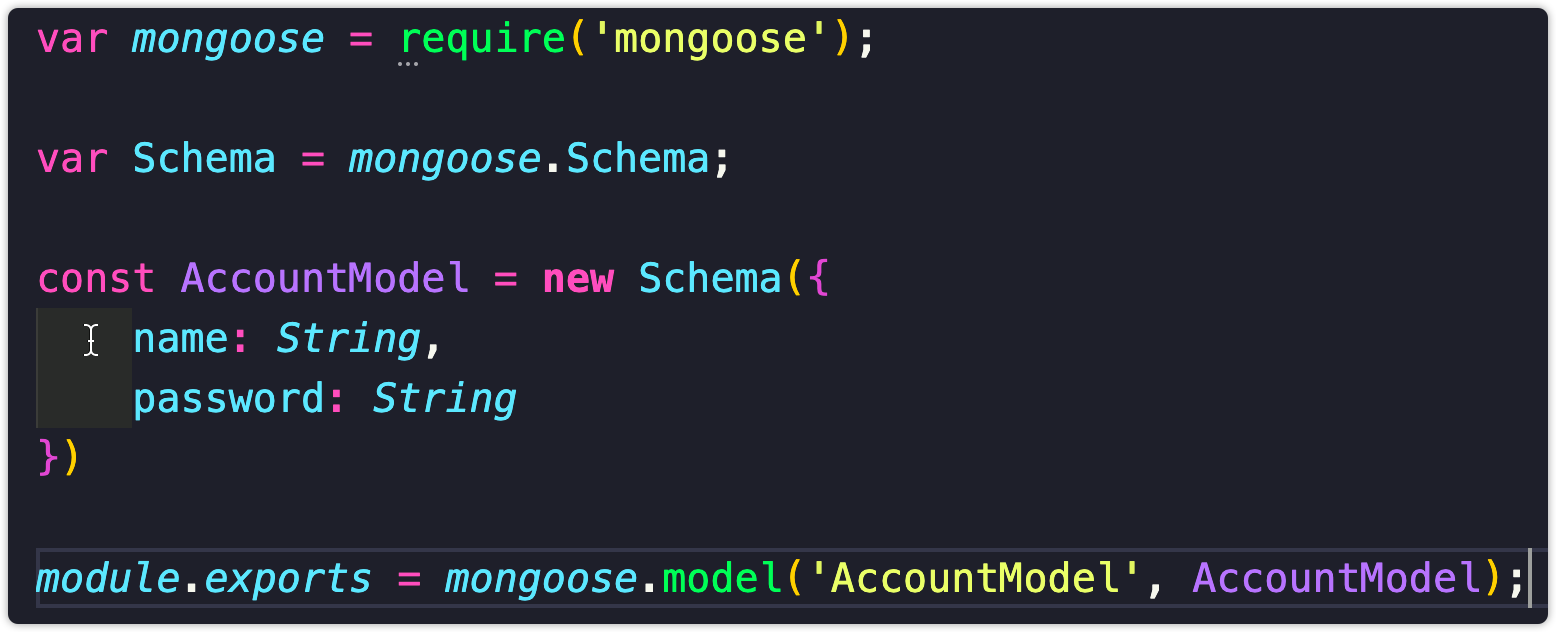 var mongoose = require('mongoose');
var Schema = mongoose.Schema;
const AccountModel = new Schema({
    name: String,
    password: String
})
module.exports = mongoose.model('AccountModel', AccountModel);